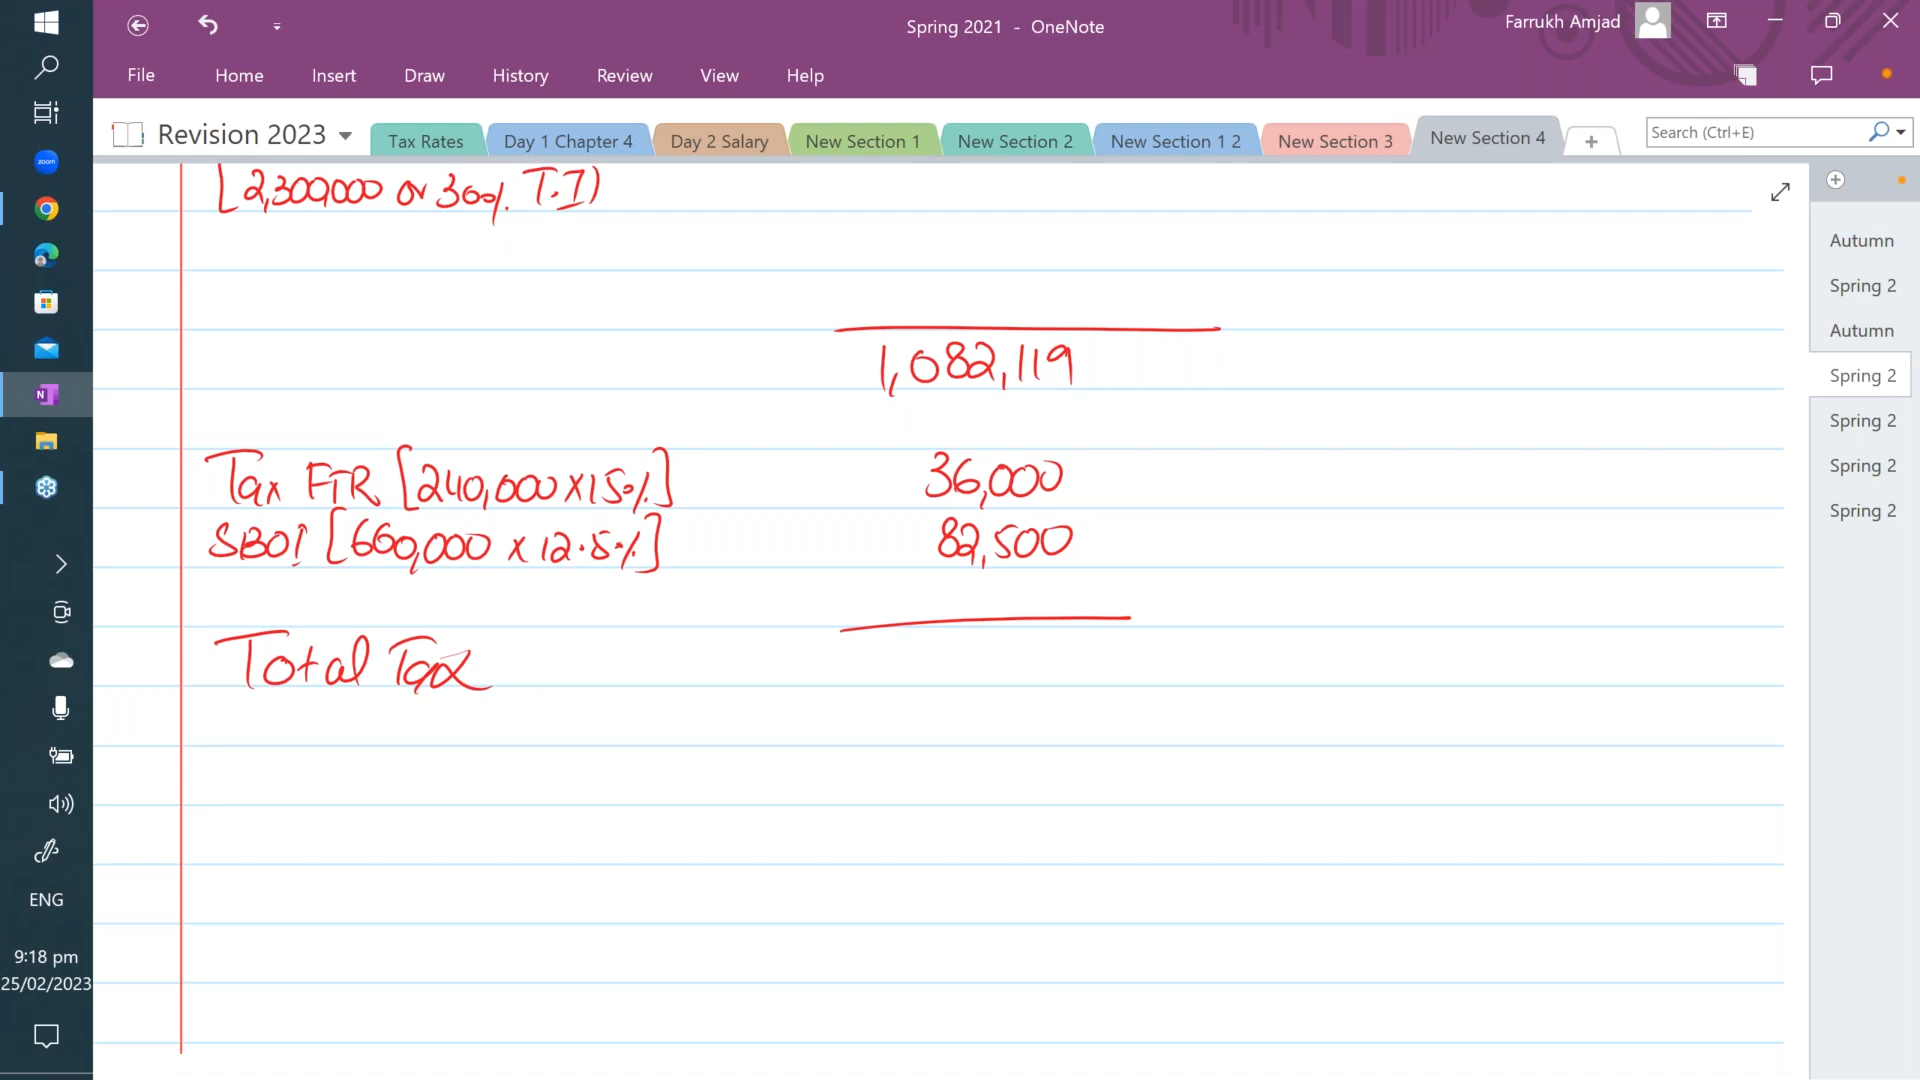 Spring 2021 - OneNote
Farrukh Amjad
File Home Insert Draw History Review View Help
Revision 2023
Tax Rates
Day 1 Chapter 4
Day 2 Salary
New Section 1
New Section 2
New Section 1 2
New Section 3
New Section 4
+
Search (Ctrl+E)
[2,300,000 or 30% T.I)
1,082,119
Tax FTR [240,000 x 15%] 36,000
SBOI [660,000 x 12.5%] 82,500
Total Tax
Autumn
Spring 2
Autumn
Spring 2
Spring 2
Spring 2
Spring 2
zoom
N
ENG
9:18 pm
25/02/2023